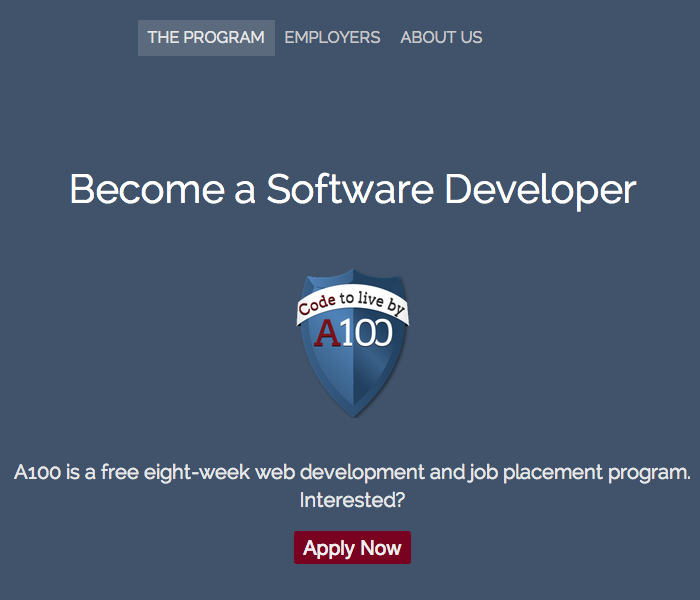 THE PROGRAM EMPLOYERS ABOUT US
Become a Software Developer
Code to live by
A100
A100 is a free eight-week web development and job placement program.
Interested?
Apply Now